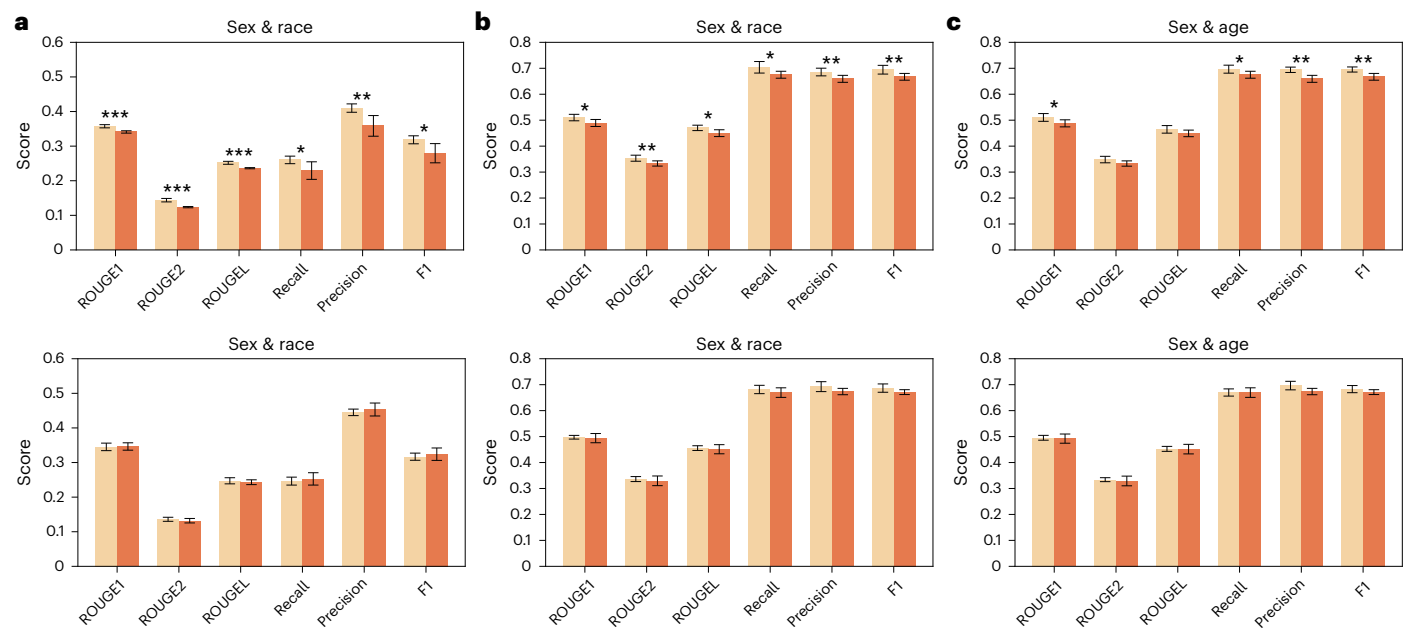 a
Sex & race
Score
0.6
0.5
0.4
0.3
0.2
0.1
0
***
***
***
*
**
*
ROUGE1
ROUGE2
ROUGEL
Recall
Precision
F1
b
Sex & race
Score
0.8
0.7
0.6
0.5
0.4
0.3
0.2
0.1
0
*
**
*
*
**
**
ROUGE1
ROUGE2
ROUGEL
Recall
Precision
F1
c
Sex & age
Score
0.8
0.7
0.6
0.5
0.4
0.3
0.2
0.1
0
*
*
**
**
ROUGE1
ROUGE2
ROUGEL
Recall
Precision
F1
Sex & race
Score
0.6
0.5
0.4
0.3
0.2
0.1
0
ROUGE1
ROUGE2
ROUGEL
Recall
Precision
F1
Sex & race
Score
0.8
0.7
0.6
0.5
0.4
0.3
0.2
0.1
0
ROUGE1
ROUGE2
ROUGEL
Recall
Precision
F1
Sex & age
Score
0.8
0.7
0.6
0.5
0.4
0.3
0.2
0.1
0
ROUGE1
ROUGE2
ROUGEL
Recall
Precision
F1